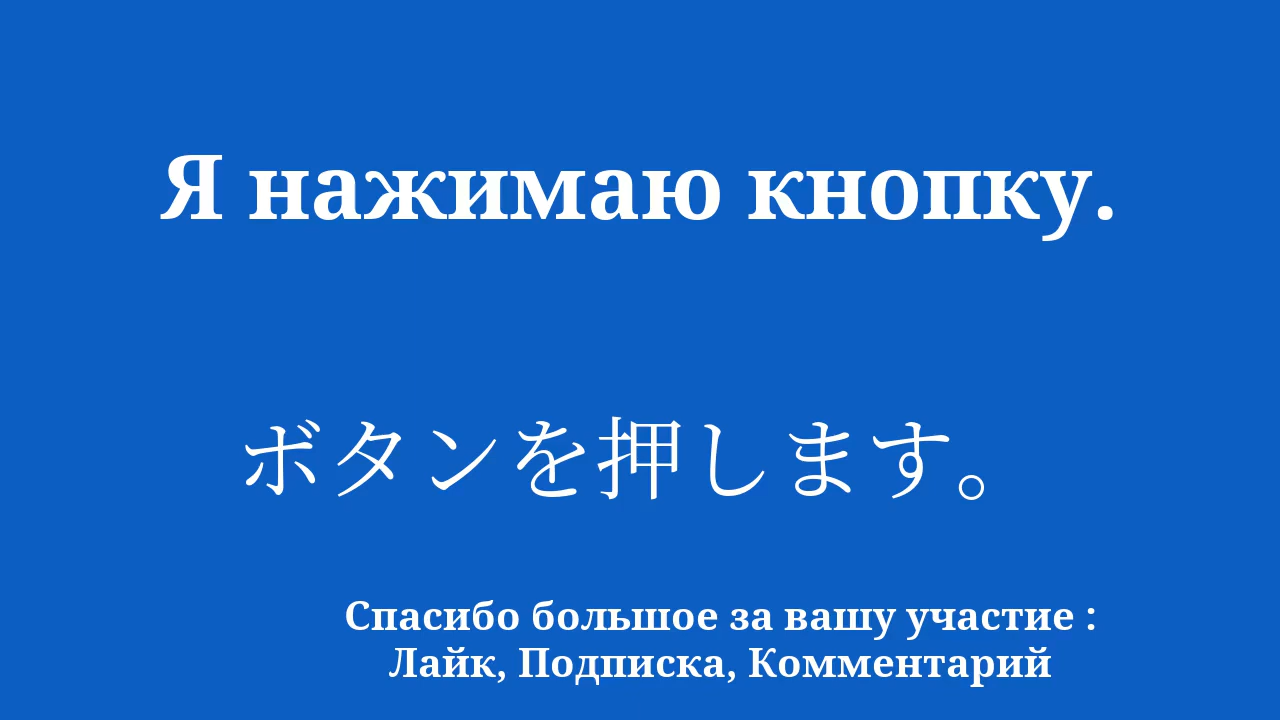 Я нажимаю кнопку.
ボタンを押します。
Спасибо большое за вашу участие :
Лайк, Подписка, Комментарий